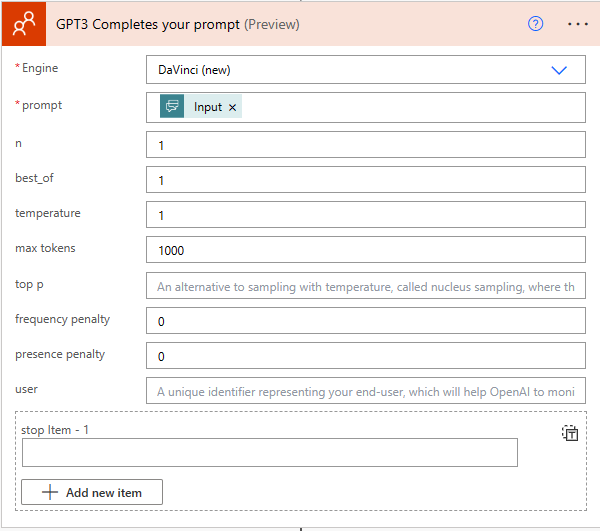 GPT3 Completes your prompt (Preview)
* Engine
DaVinci (new)
* prompt
Input ×
n
1
best_of
1
temperature
1
max tokens
1000
top p
An alternative to sampling with temperature, called nucleus sampling, where th
frequency penalty
0
presence penalty
0
user
A unique identifier representing your end-user, which will help OpenAI to moni
stop Item - 1
Add new item